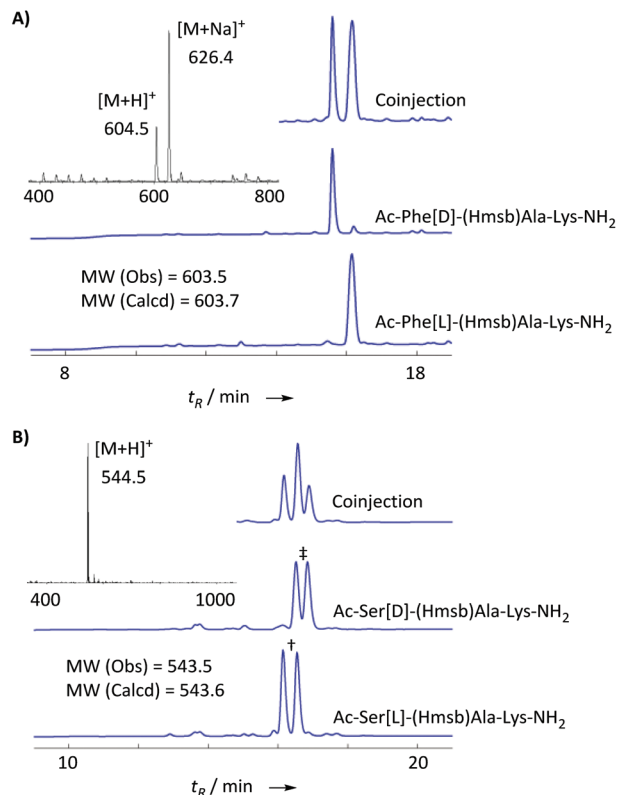 A)
[M+Na]⁺
626.4
[M+H]⁺
604.5
400 600 800
Coinjection
Ac-Phe[D]-(Hmsb)Ala-Lys-NH₂
MW (Obs) = 603.5
MW (Calcd) = 603.7
Ac-Phe[L]-(Hmsb)Ala-Lys-NH₂
8 18
tR / min →
B)
[M+H]⁺
544.5
400 1000
Coinjection
‡
Ac-Ser[D]-(Hmsb)Ala-Lys-NH₂
MW (Obs) = 543.5
MW (Calcd) = 543.6
†
Ac-Ser[L]-(Hmsb)Ala-Lys-NH₂
10 20
tR / min →